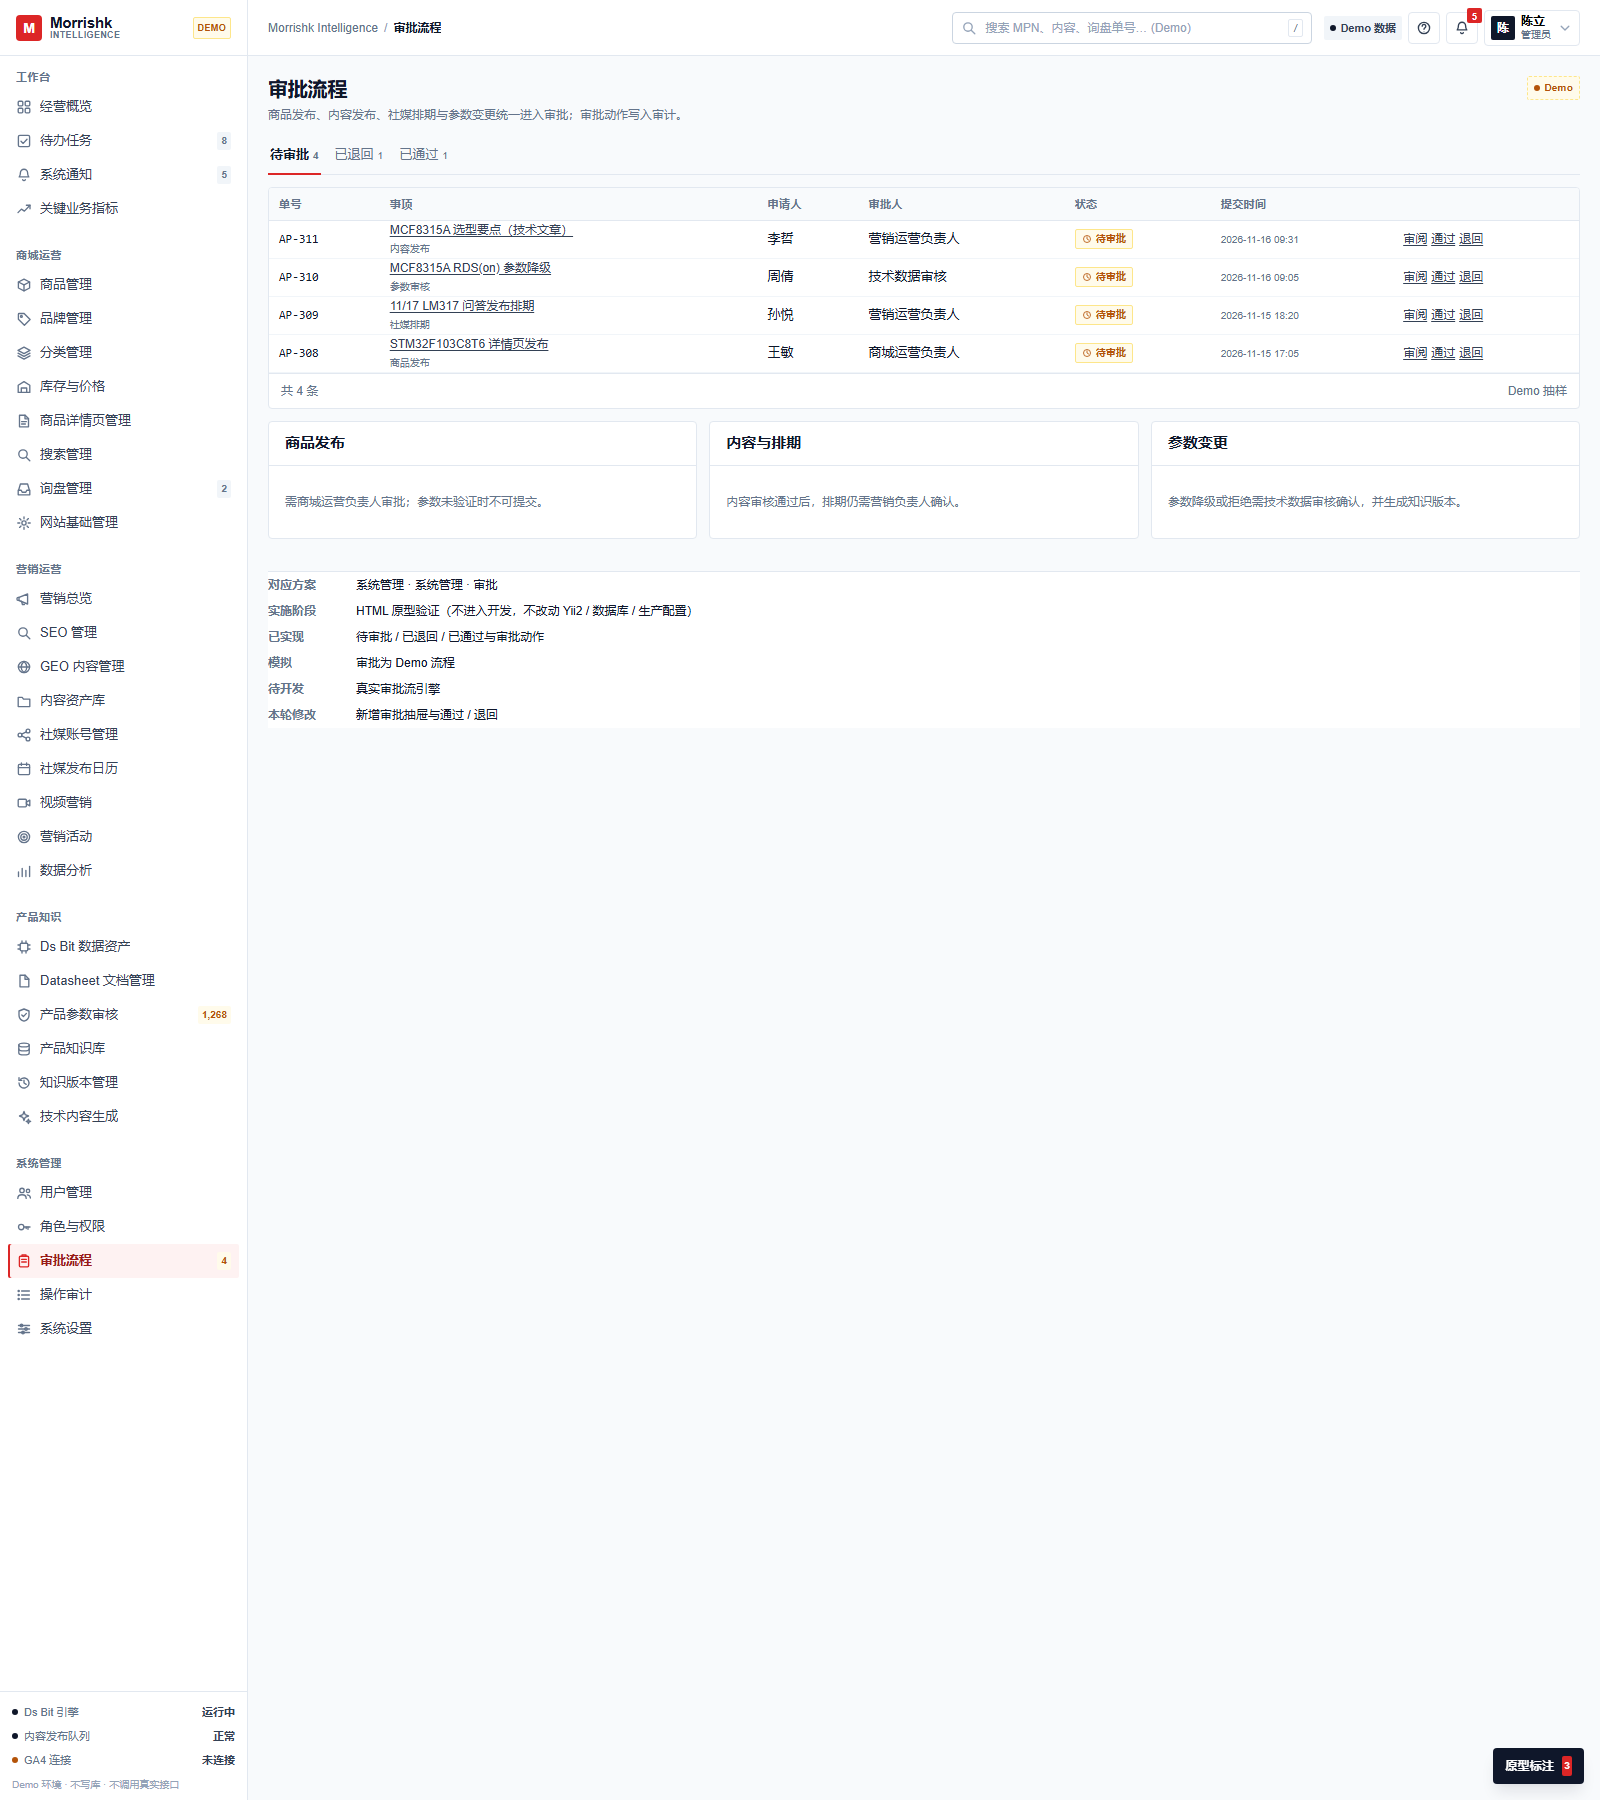 M Morrishk INTELLIGENCE DEMO
工作台
经营概览
待办任务 8
系统通知 5
关键业务指标
商城运营
商品管理
品牌管理
分类管理
库存与价格
商品详情页管理
搜索管理
询盘管理 2
网站基础管理
营销运营
营销总览
SEO 管理
GEO 内容管理
内容资产库
社媒账号管理
社媒发布日历
视频营销
营销活动
数据分析
产品知识
Ds Bit 数据资产
Datasheet 文档管理
产品参数审核 1,268
产品知识库
知识版本管理
技术内容生成
系统管理
用户管理
角色与权限
审批流程 4
操作审计
系统设置
Ds Bit 引擎 运行中
内容发布队列 正常
GA4 连接 未连接
Demo 环境 · 不写库 · 不调用真实接口
Morrishk Intelligence / 审批流程
搜索 MPN、内容、询盘单号... (Demo) /
Demo 数据
5
陈 陈立 管理员
审批流程
Demo
商品发布、内容发布、社媒排期与参数变更统一进入审批；审批动作写入审计。
待审批 4 已退回 1 已通过 1
单号 事项 申请人 审批人 状态 提交时间
AP-311 MCF8315A 选型要点（技术文章） 内容发布 李哲 营销运营负责人 待审批 2026-11-16 09:31 审阅 通过 退回
AP-310 MCF8315A RDS(on) 参数降级 参数审核 周倩 技术数据审核 待审批 2026-11-16 09:05 审阅 通过 退回
AP-309 11/17 LM317 问答发布排期 社媒排期 孙悦 营销运营负责人 待审批 2026-11-15 18:20 审阅 通过 退回
AP-308 STM32F103C8T6 详情页发布 商品发布 王敏 商城运营负责人 待审批 2026-11-15 17:05 审阅 通过 退回
共 4 条 Demo 抽样
商品发布
需商城运营负责人审批；参数未验证时不可提交。
内容与排期
内容审核通过后，排期仍需营销负责人确认。
参数变更
参数降级或拒绝需技术数据审核确认，并生成知识版本。
对应方案 系统管理 · 系统管理 · 审批
实施阶段 HTML 原型验证（不进入开发，不改动 Yii2 / 数据库 / 生产配置）
已实现 待审批 / 已退回 / 已通过与审批动作
模拟 审批为 Demo 流程
待开发 真实审批流引擎
本轮修改 新增审批抽屉与通过 / 退回
原型标注 3